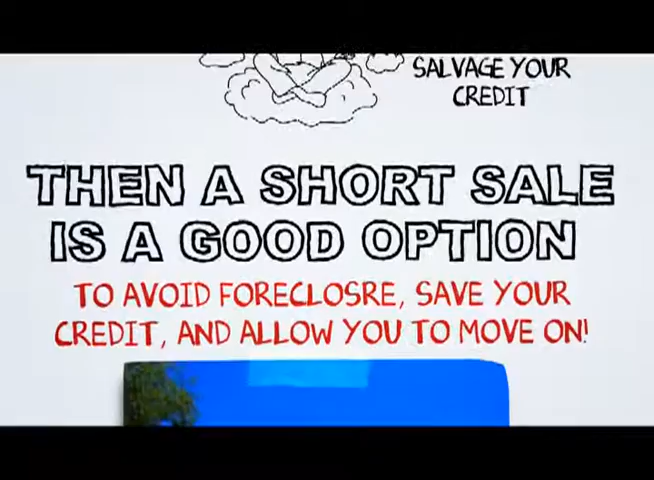 SALVAGE YOUR
CREDIT
THEN A SHORT SALE
IS A GOOD OPTION
TO AVOID FORECLOSRE, SAVE YOUR
CREDIT, AND ALLOW YOU TO MOVE ON!